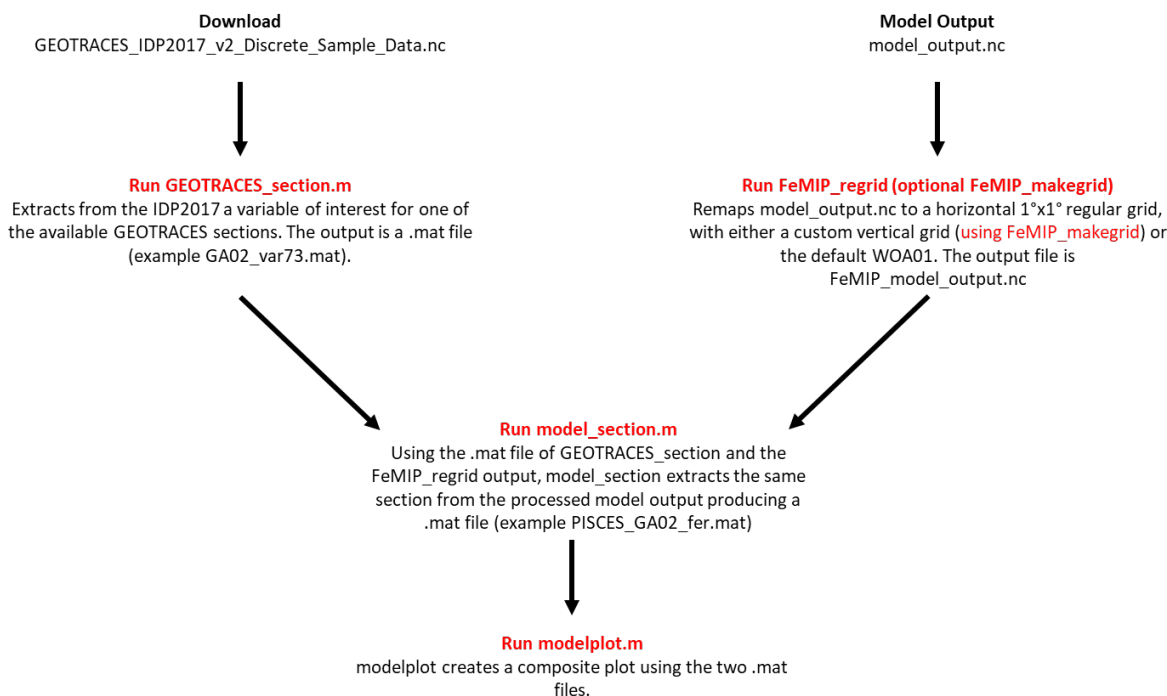 Download
GEOTRACES_IDP2017_v2_Discrete_Sample_Data.nc
Model Output
model_output.nc
Run GEOTRACES_section.m
Extracts from the IDP2017 a variable of interest for one of
the available GEOTRACES sections. The output is a .mat file
(example GA02_var73.mat).
Run FeMIP_regrid (optional FeMIP_makegrid)
Remaps model_output.nc to a horizontal 1°x1° regular grid,
with either a custom vertical grid (using FeMIP_makegrid) or
the default WOA01. The output file is
FeMIP_model_output.nc
Run model_section.m
Using the .mat file of GEOTRACES_section and the
FeMIP_regrid output, model_section extracts the same
section from the processed model output producing a
.mat file (example PISCES_GA02_fer.mat)
Run modelplot.m
modelplot creates a composite plot using the two .mat
files.